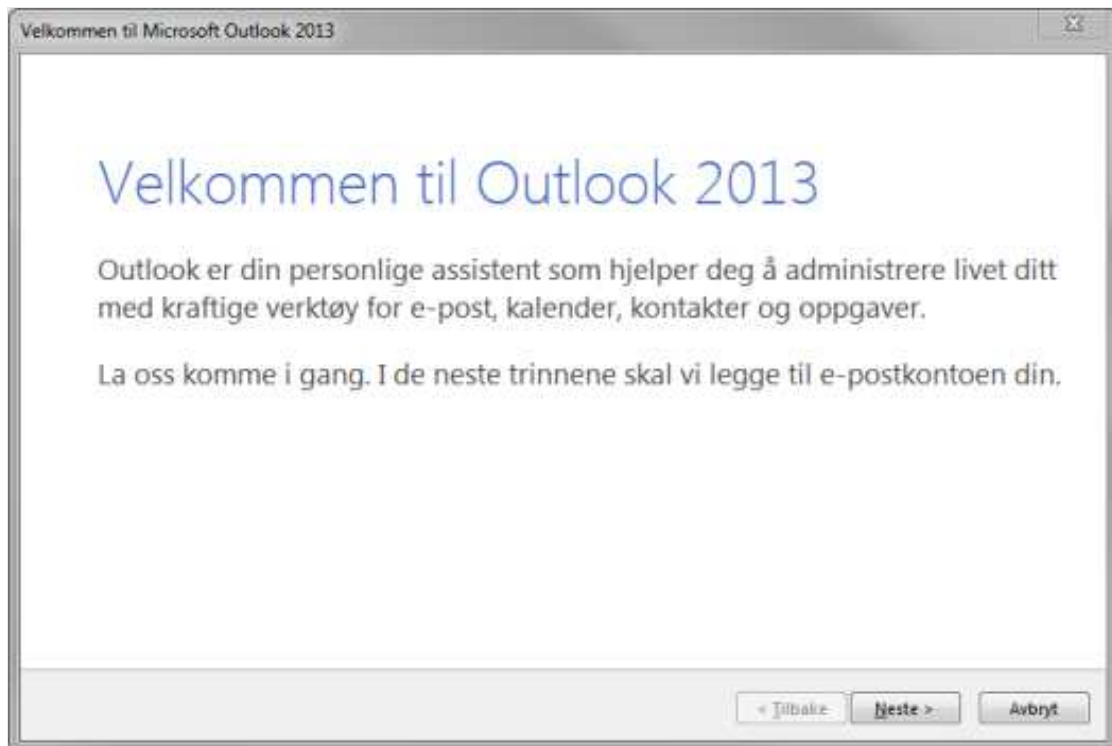 Velkommen til Microsoft Outlook 2013
Velkommen til Outlook 2013
Outlook er din personlige assistent som hjelper deg å administrere livet ditt
med kraftige verktøy for e-post, kalender, kontakter og oppgaver.
La oss komme i gang. I de neste trinnene skal vi legge til e-postkontoen din.
< Tilbake Neste > Avbryt